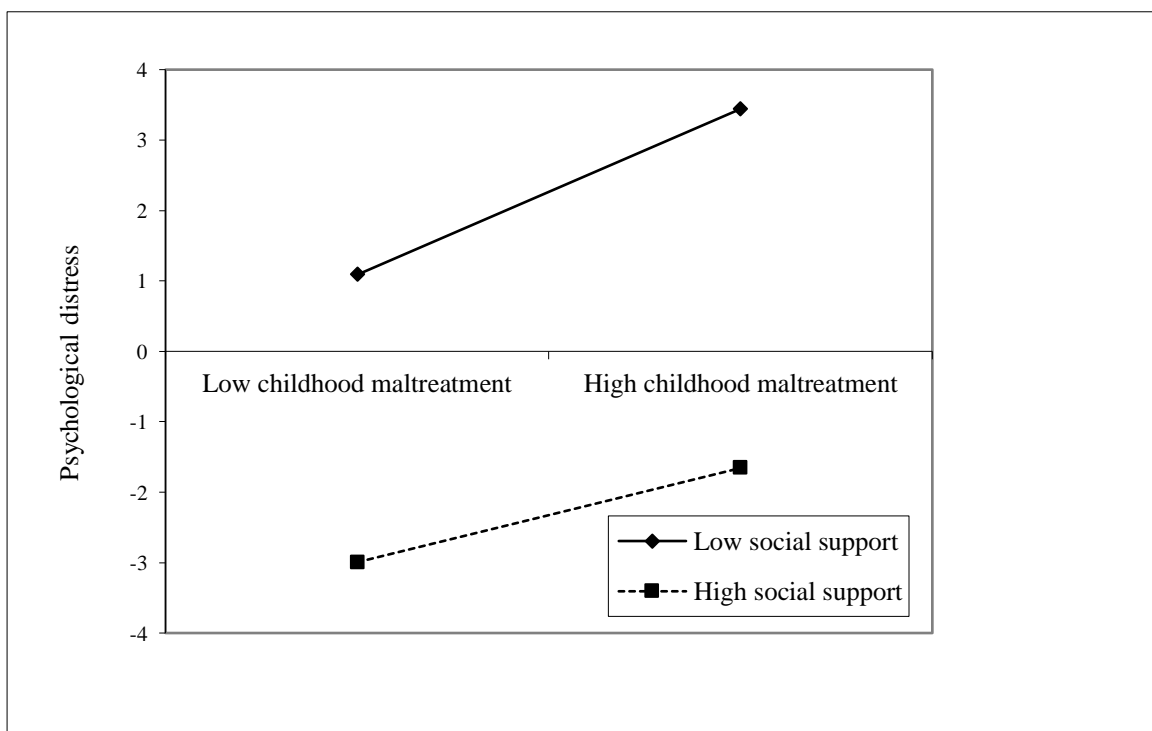 4
3
2
1
0
-1
-2
-3
-4
Psychological distress
Low childhood maltreatment
High childhood maltreatment
Low social support
High social support